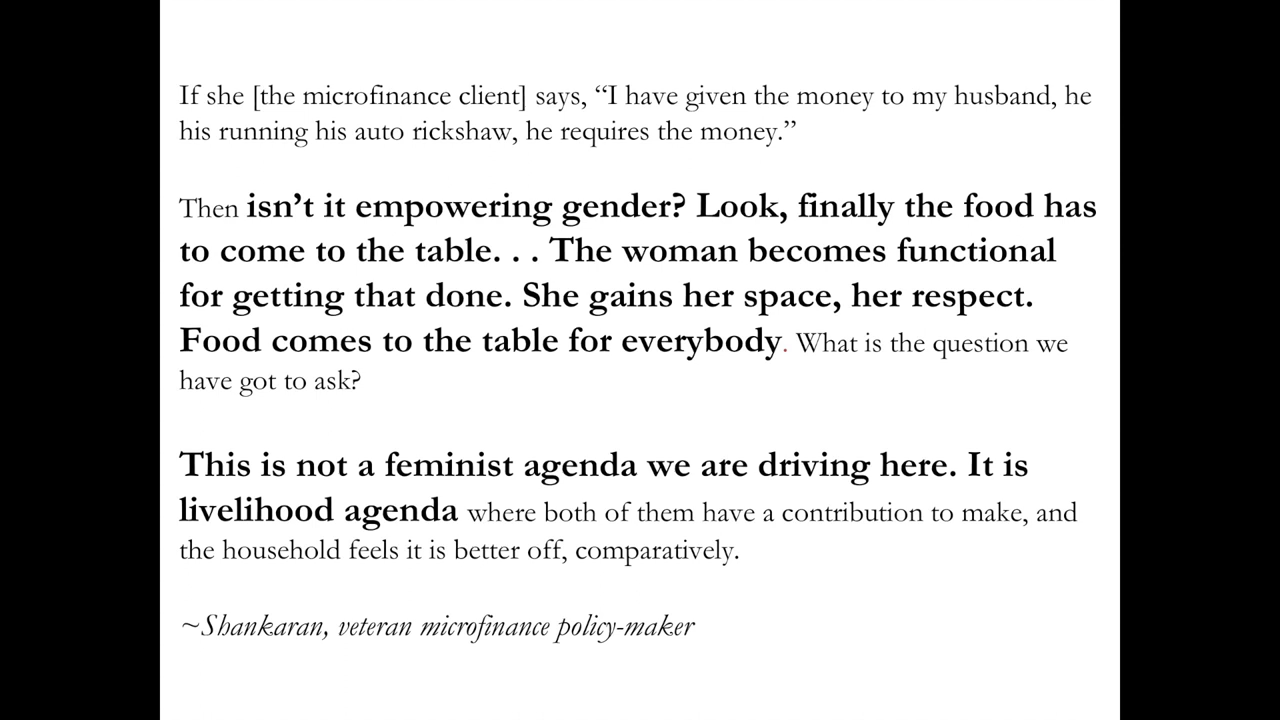 If she [the microfinance client] says, “I have given the money to my husband, he
his running his auto rickshaw, he requires the money.”
Then isn’t it empowering gender? Look, finally the food has
to come to the table. . . The woman becomes functional
for getting that done. She gains her space, her respect.
Food comes to the table for everybody. What is the question we
have got to ask?
This is not a feminist agenda we are driving here. It is
livelihood agenda where both of them have a contribution to make, and
the household feels it is better off, comparatively.
~Shankaran, veteran microfinance policy-maker